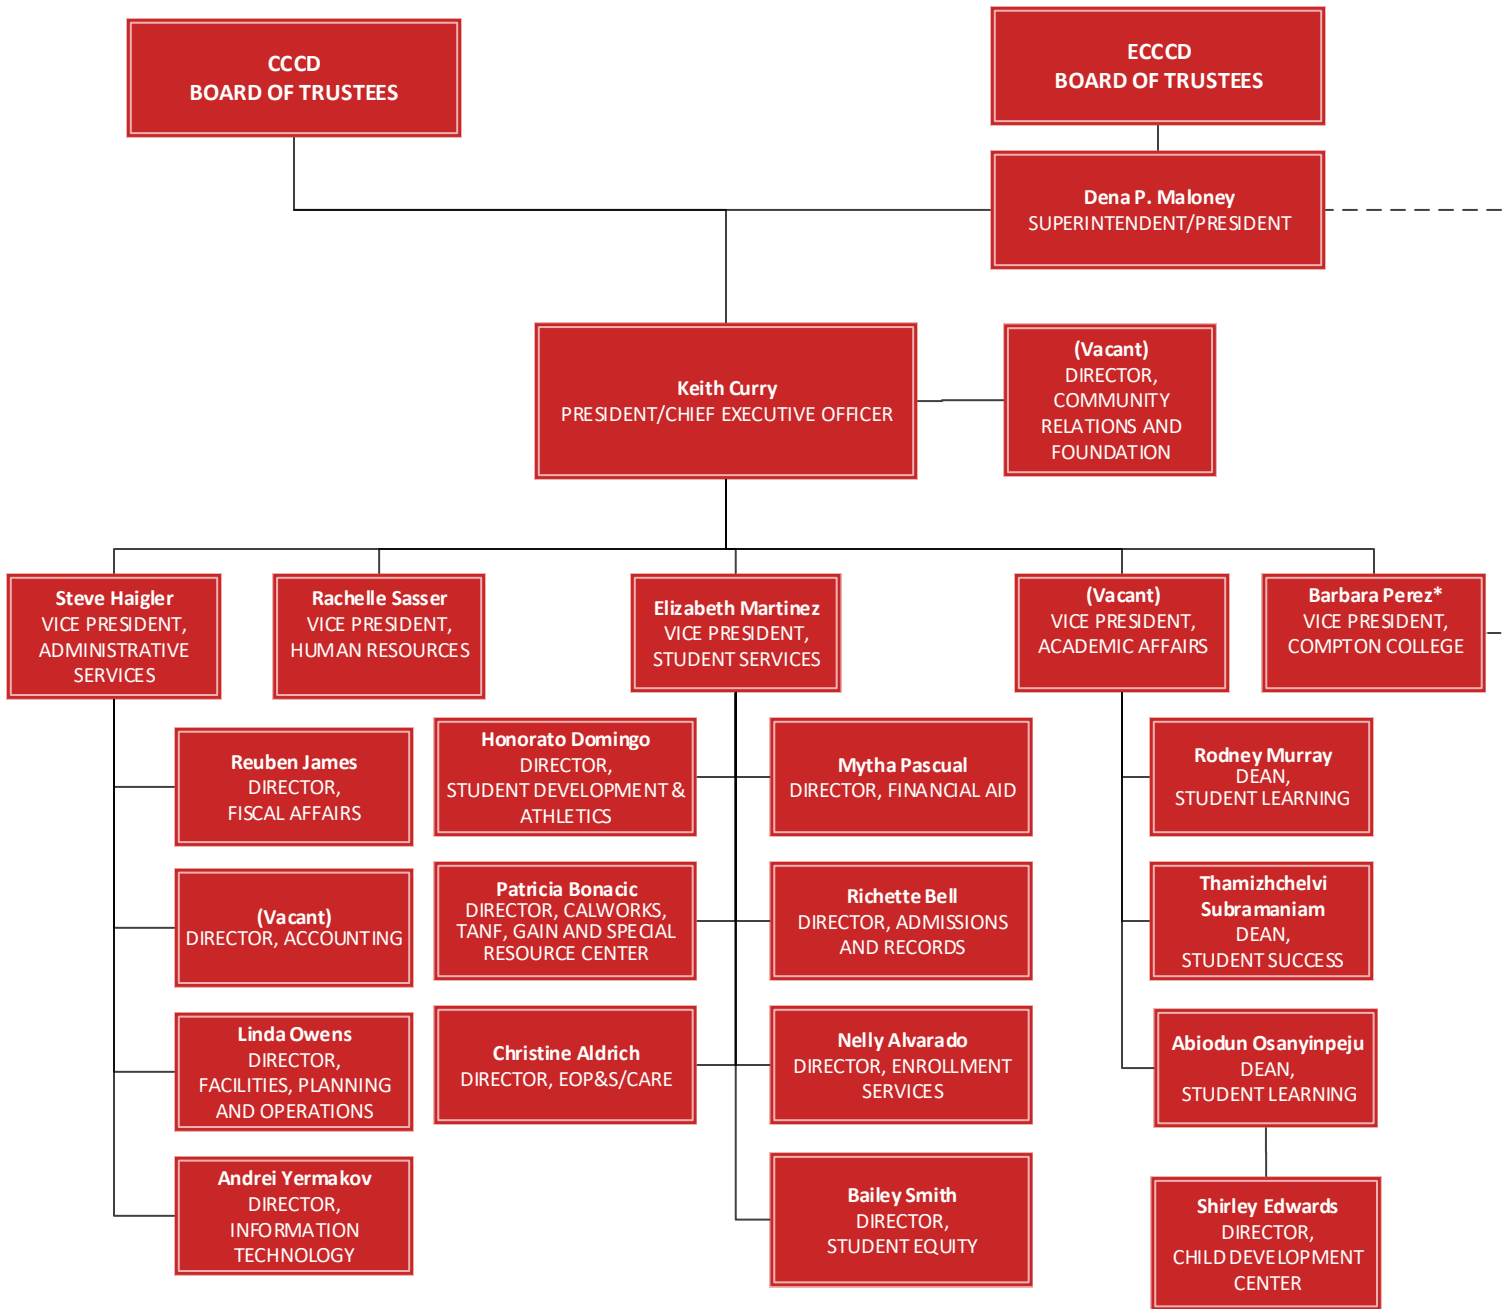 CCCD
BOARD OF TRUSTEES
ECCCD
BOARD OF TRUSTEES
Dena P. Maloney
SUPERINTENDENT/PRESIDENT
Keith Curry
PRESIDENT/CHIEF EXECUTIVE OFFICER
(Vacant)
DIRECTOR,
COMMUNITY
RELATIONS AND
FOUNDATION
Steve Haigler
VICE PRESIDENT,
ADMINISTRATIVE
SERVICES
Rachelle Sasser
VICE PRESIDENT,
HUMAN RESOURCES
Elizabeth Martinez
VICE PRESIDENT,
STUDENT SERVICES
(Vacant)
VICE PRESIDENT,
ACADEMIC AFFAIRS
Barbara Perez*
VICE PRESIDENT,
COMPTON COLLEGE
Reuben James
DIRECTOR,
FISCAL AFFAIRS
(Vacant)
DIRECTOR, ACCOUNTING
Linda Owens
DIRECTOR,
FACILITIES, PLANNING
AND OPERATIONS
Andrei Yermakov
DIRECTOR,
INFORMATION
TECHNOLOGY
Honorato Domingo
DIRECTOR,
STUDENT DEVELOPMENT &
ATHLETICS
Patricia Bonacic
DIRECTOR, CALWORKS,
TANF, GAIN AND SPECIAL
RESOURCE CENTER
Christine Aldrich
DIRECTOR, EOP&S/CARE
Mytha Pascual
DIRECTOR, FINANCIAL AID
Richette Bell
DIRECTOR, ADMISSIONS
AND RECORDS
Nelly Alvarado
DIRECTOR, ENROLLMENT
SERVICES
Bailey Smith
DIRECTOR,
STUDENT EQUITY
Rodney Murray
DEAN,
STUDENT LEARNING
Thamizhchelvi
Subramaniam
DEAN,
STUDENT SUCCESS
Abiodun Osanyinpeju
DEAN,
STUDENT LEARNING
Shirley Edwards
DIRECTOR,
CHILD DEVELOPMENT
CENTER